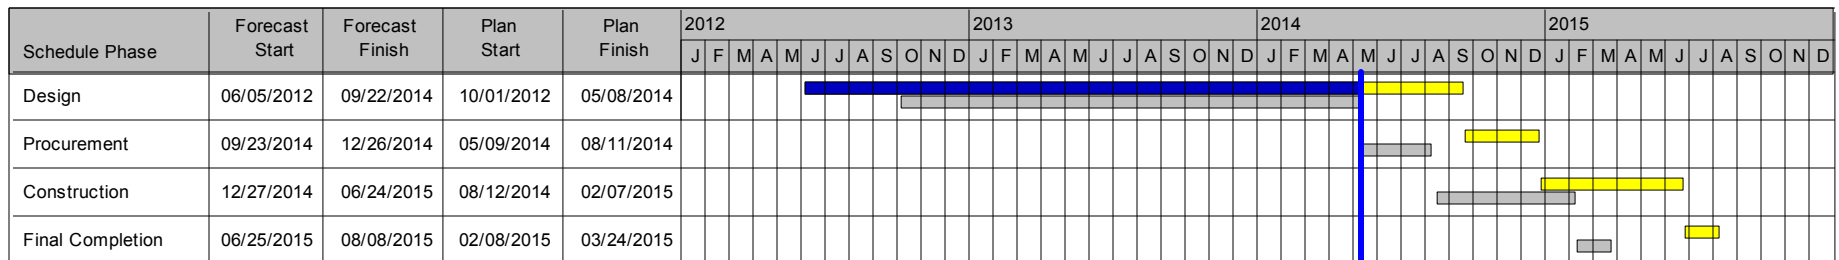 Schedule Phase Forecast Start Forecast Finish Plan Start Plan Finish 2012 2013 2014 2015
J F M A M J J A S O N D J F M A M J J A S O N D J F M A M J J A S O N D J F M A M J J A S O N D
Design 06/05/2012 09/22/2014 10/01/2012 05/08/2014
Procurement 09/23/2014 12/26/2014 05/09/2014 08/11/2014
Construction 12/27/2014 06/24/2015 08/12/2014 02/07/2015
Final Completion 06/25/2015 08/08/2015 02/08/2015 03/24/2015